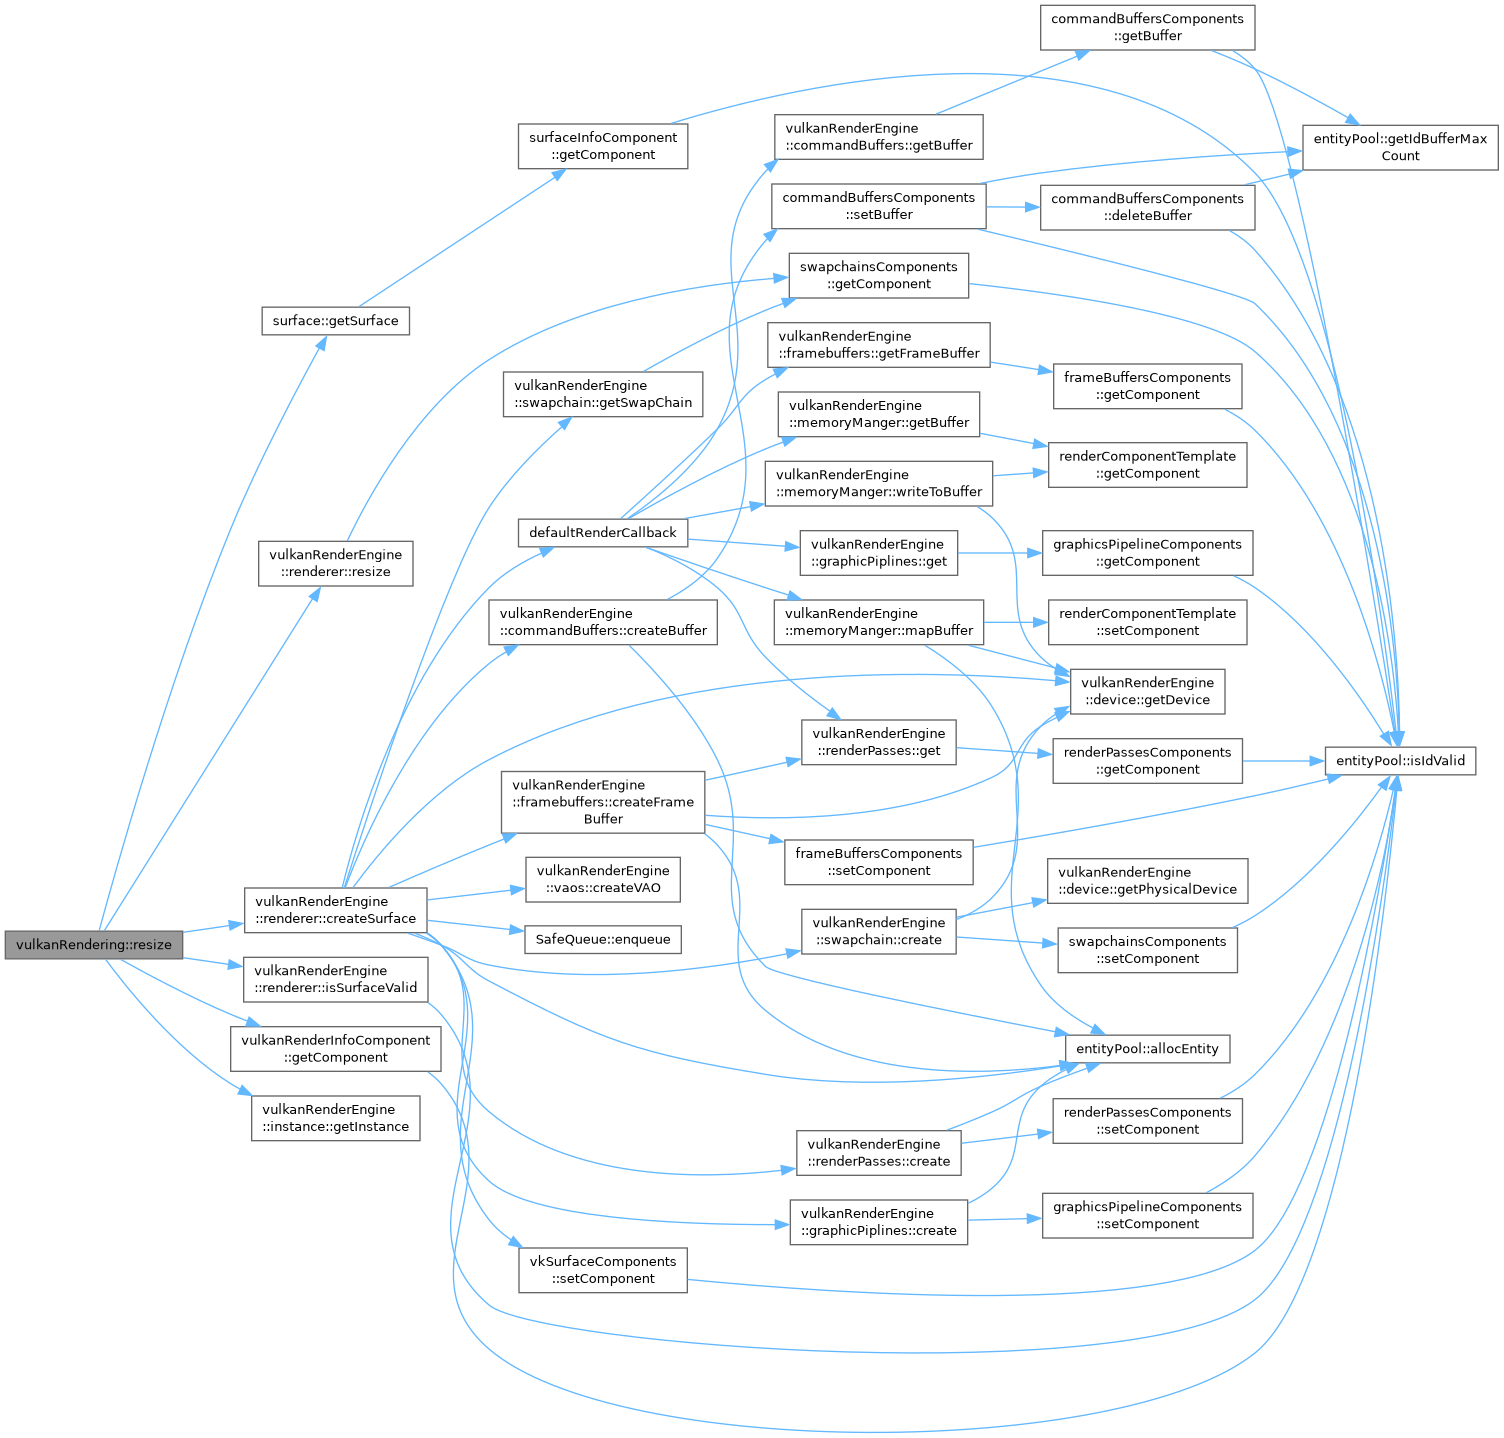 commandBuffersComponents
::getBuffer
surfaceInfoComponent
::getComponent
vulkanRenderEngine
::commandBuffers::getBuffer
entityPool::getIdBufferMax
Count
commandBuffersComponents
::setBuffer
commandBuffersComponents
::deleteBuffer
swapchainsComponents
::getComponent
surface::getSurface
vulkanRenderEngine
::framebuffers::getFrameBuffer
vulkanRenderEngine
::swapchain::getSwapChain
frameBuffersComponents
::getComponent
vulkanRenderEngine
::memoryManger::getBuffer
renderComponentTemplate
::getComponent
vulkanRenderEngine
::memoryManger::writeToBuffer
defaultRenderCallback
vulkanRenderEngine
::graphicPiplines::get
graphicsPipelineComponents
::getComponent
vulkanRenderEngine
::renderer::resize
vulkanRenderEngine
::commandBuffers::createBuffer
vulkanRenderEngine
::memoryManger::mapBuffer
renderComponentTemplate
::setComponent
vulkanRenderEngine
::device::getDevice
vulkanRenderEngine
::renderPasses::get
renderPassesComponents
::getComponent
entityPool::isIdValid
vulkanRenderEngine
::framebuffers::createFrame
Buffer
frameBuffersComponents
::setComponent
vulkanRenderEngine
::vaos::createVAO
vulkanRenderEngine
::device::getPhysicalDevice
vulkanRenderEngine
::renderer::createSurface
vulkanRendering::resize
SafeQueue::enqueue
vulkanRenderEngine
::swapchain::create
swapchainsComponents
::setComponent
vulkanRenderEngine
::renderer::isSurfaceValid
vulkanRenderInfoComponent
::getComponent
entityPool::allocEntity
vulkanRenderEngine
::instance::getInstance
renderPassesComponents
::setComponent
vulkanRenderEngine
::renderPasses::create
vulkanRenderEngine
::graphicPiplines::create
graphicsPipelineComponents
::setComponent
vkSurfaceComponents
::setComponent